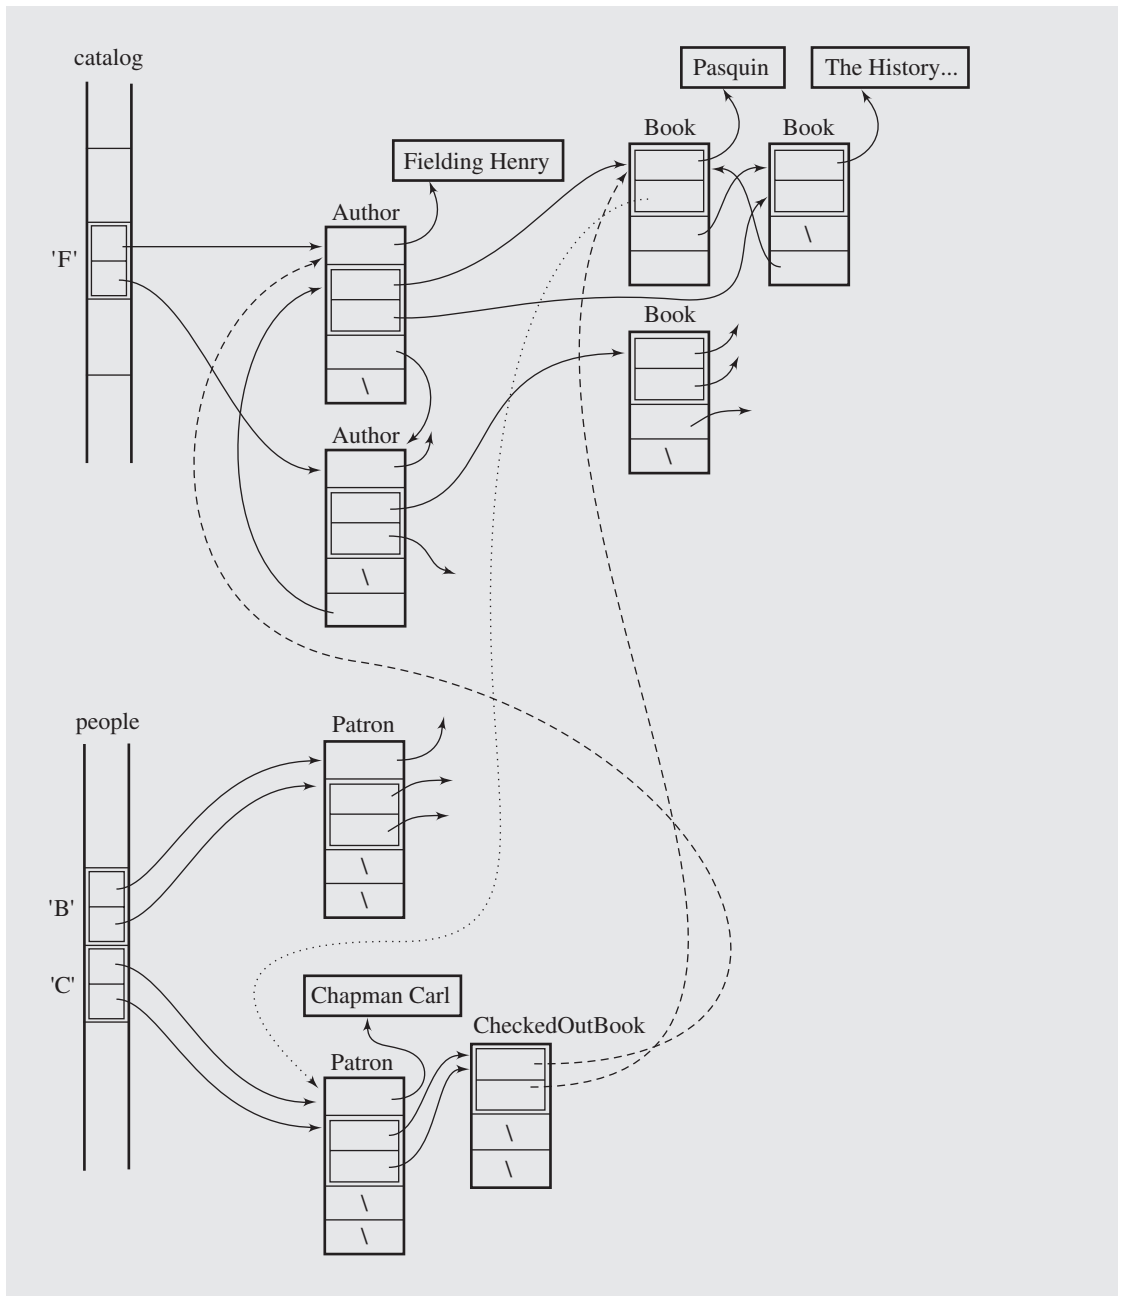 catalog
Pasquin
The History...
Book
Book
Fielding Henry
Author
\
'F'
Book
\
Author
\
\
people
Patron
\
'B'
\
'C'
Chapman Carl
CheckedOutBook
Patron
\
\
\
\